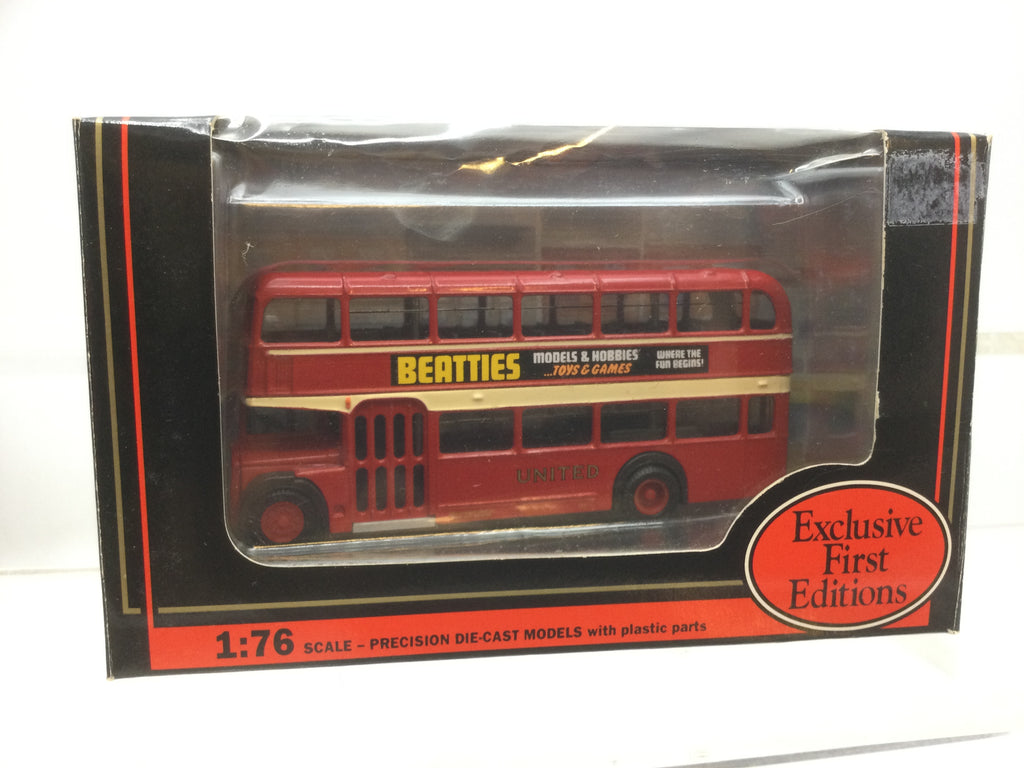 BEATTIES
MODELS & HOBBIES
...TOYS & GAMES
WHERE THE
FUN BEGINS!
UNITED
Exclusive
First
Editions
1:76 SCALE – PRECISION DIE-CAST MODELS with plastic parts